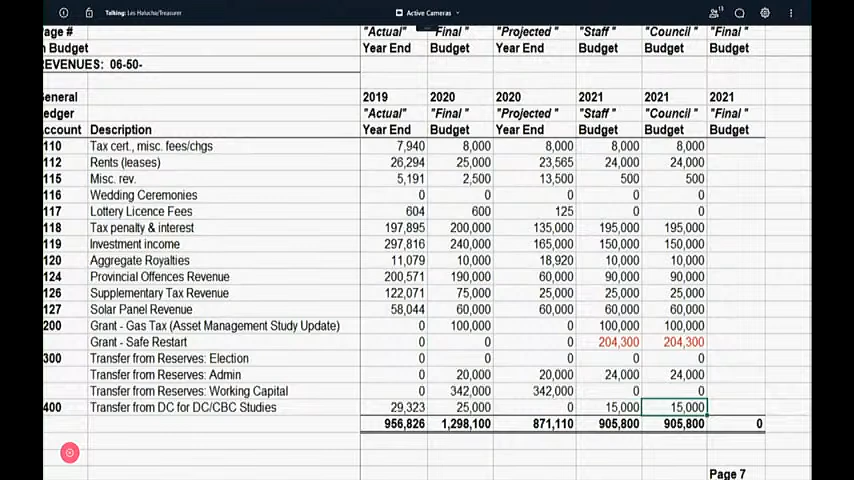 Talking: Les Halucha/Treasurer Active Cameras 13
age # "Actual" "Final " "Projected " "Staff " "Council " "Final "
n Budget Year End Budget Year End Budget Budget Budget
REVENUES: 06-50-
General 2019 2020 2020 2021 2021 2021
edger "Actual" "Final " "Projected " "Staff " "Council " "Final "
Account Description Year End Budget Year End Budget Budget Budget
110 Tax cert., misc. fees/chgs 7,940 8,000 8,000 8,000 8,000
112 Rents (leases) 26,294 25,000 23,565 24,000 24,000
115 Misc. rev. 5,191 2,500 13,500 500 500
116 Wedding Ceremonies 0 0 0 0 0
117 Lottery Licence Fees 604 600 125 0 0
118 Tax penalty & interest 197,895 200,000 135,000 195,000 195,000
119 Investment income 297,816 240,000 165,000 150,000 150,000
120 Aggregate Royalties 11,079 10,000 18,920 10,000 10,000
124 Provincial Offences Revenue 200,571 190,000 60,000 90,000 90,000
126 Supplementary Tax Revenue 122,071 75,000 25,000 25,000 25,000
127 Solar Panel Revenue 58,044 60,000 60,000 60,000 60,000
200 Grant - Gas Tax (Asset Management Study Update) 0 100,000 0 100,000 100,000
Grant - Safe Restart 0 0 0 204,300 204,300
300 Transfer from Reserves: Election 0 0 0 0 0
Transfer from Reserves: Admin 0 20,000 20,000 24,000 24,000
Transfer from Reserves: Working Capital 0 342,000 342,000 0 0
400 Transfer from DC for DC/CBC Studies 29,323 25,000 0 15,000 15,000
956,826 1,298,100 871,110 905,800 905,800 0
Page 7